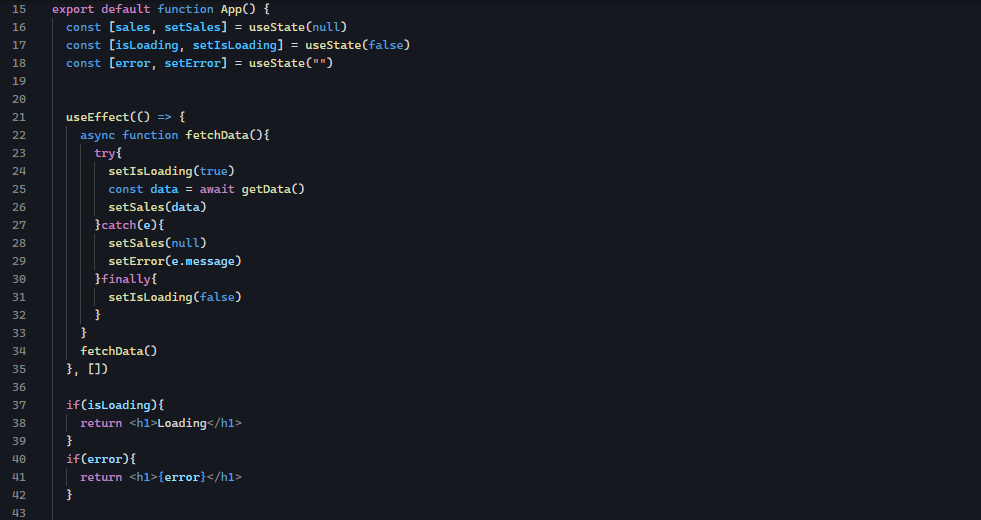 15 export default function App() {
16 const [sales, setSales] = useState(null)
17 const [isLoading, setIsLoading] = useState(false)
18 const [error, setError] = useState("")
19
20
21 useEffect(() => {
22 async function fetchData(){
23 try{
24 setIsLoading(true)
25 const data = await getData()
26 setSales(data)
27 }catch(e){
28 setSales(null)
29 setError(e.message)
30 }finally{
31 setIsLoading(false)
32 }
33 }
34 fetchData()
35 }, [])
36
37 if(isLoading){
38 return <h1>Loading</h1>
39 }
40 if(error){
41 return <h1>{error}</h1>
42 }
43